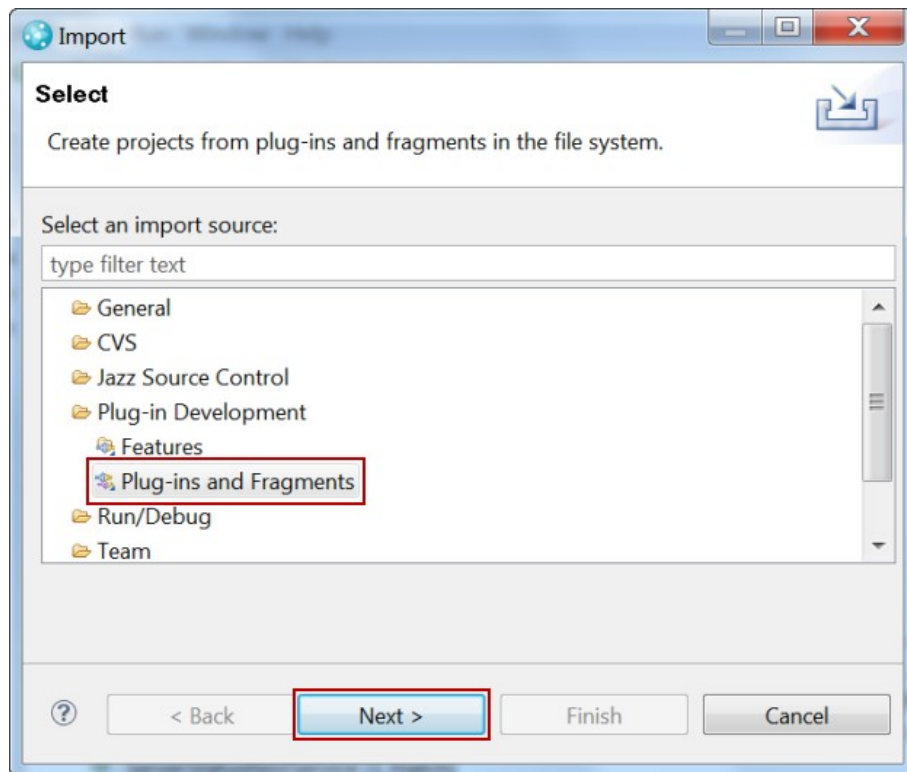 Import
Select
Create projects from plug-ins and fragments in the file system.
Select an import source:
type filter text
General
CVS
Jazz Source Control
Plug-in Development
Features
Plug-ins and Fragments
Run/Debug
Team
? < Back Next > Finish Cancel